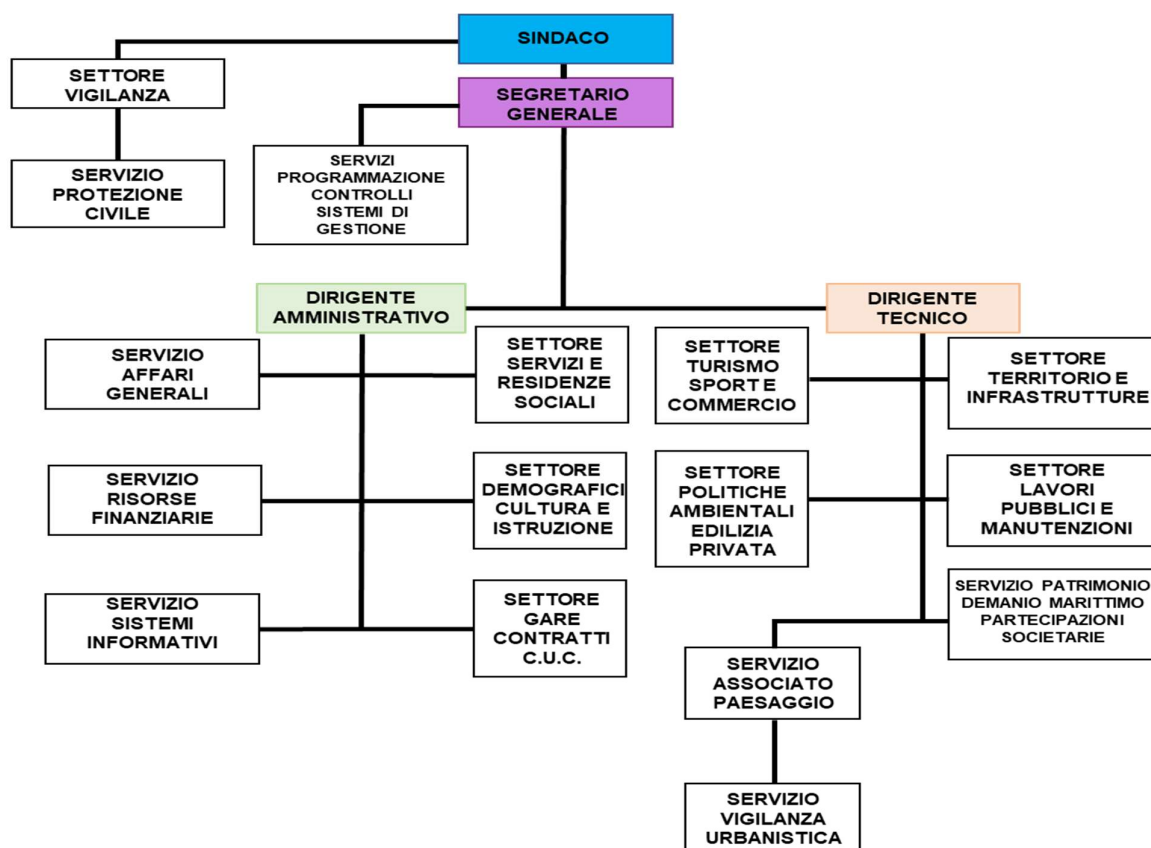 SINDACO
SETTORE
VIGILANZA
SEGRETARIO
GENERALE
SERVIZIO
PROTEZIONE
CIVILE
SERVIZI
PROGRAMMAZIONE
CONTROLLI
SISTEMI DI
GESTIONE
DIRIGENTE
AMMINISTRATIVO
DIRIGENTE
TECNICO
SERVIZIO
AFFARI
GENERALI
SETTORE
SERVIZI E
RESIDENZE
SOCIALI
SETTORE
TURISMO
SPORT E
COMMERCIO
SETTORE
TERRITORIO E
INFRASTRUTTURE
SERVIZIO
RISORSE
FINANZIARIE
SETTORE
DEMOGRAFICI
CULTURA E
ISTRUZIONE
SETTORE
POLITICHE
AMBIENTALI
EDILIZIA
PRIVATA
SETTORE
LAVORI
PUBBLICI E
MANUTENZIONI
SERVIZIO
SISTEMI
INFORMATIVI
SETTORE
GARE
CONTRATTI
C.U.C.
SERVIZIO PATRIMONIO
DEMANIO MARITTIMO
PARTECIPAZIONI
SOCIETARIE
SERVIZIO
ASSOCIATO
PAESAGGIO
SERVIZIO
VIGILANZA
URBANISTICA